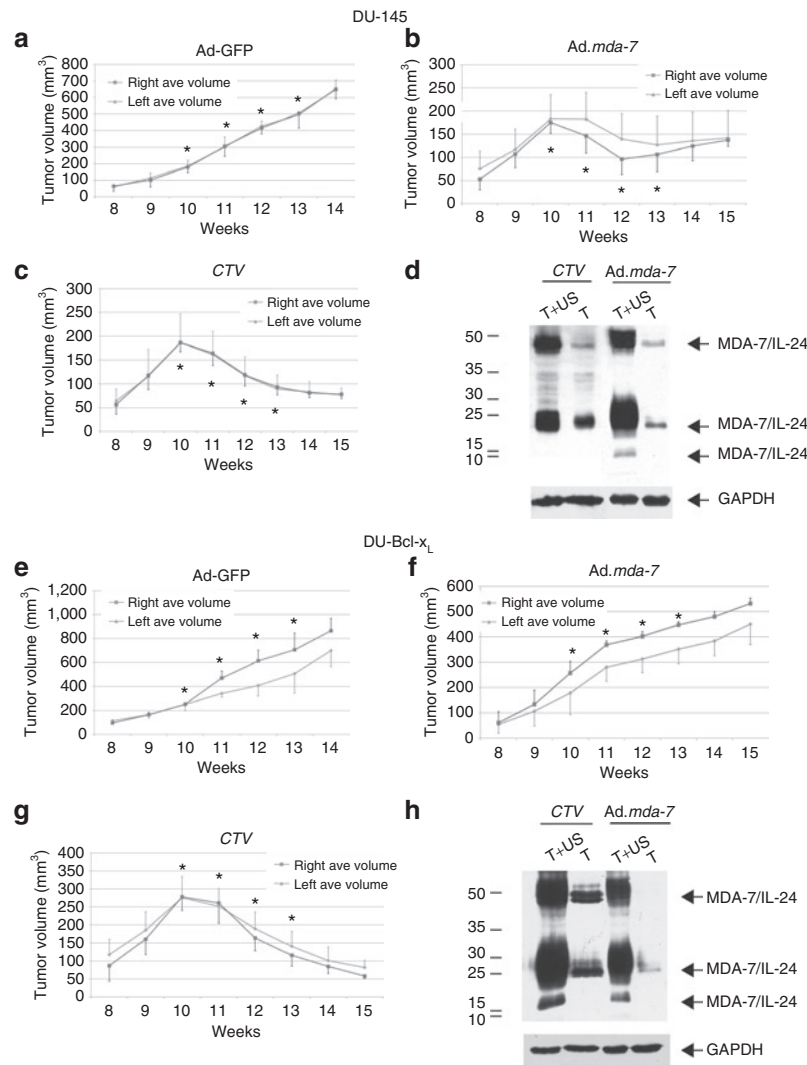 DU-145
a
Ad-GFP
Tumor volume (mm³)
800
700
600
500
400
300
200
100
0
Right ave volume
Left ave volume
* * * *
8 9 10 11 12 13 14
Weeks
b
Ad.mda-7
Tumor volume (mm³)
300
250
200
150
100
50
0
Right ave volume
Left ave volume
* * * *
8 9 10 11 12 13 14 15
Weeks
c
CTV
Tumor volume (mm³)
300
250
200
150
100
50
0
Right ave volume
Left ave volume
* * * *
8 9 10 11 12 13 14 15
Weeks
d
CTV Ad.mda-7
T+US T T+US T
50
35
30
25
15
10
MDA-7/IL-24
MDA-7/IL-24
MDA-7/IL-24
GAPDH
DU-Bcl-xL
e
Ad-GFP
Tumor volume (mm³)
1,200
1,000
800
600
400
200
0
Right ave volume
Left ave volume
* * * *
8 9 10 11 12 13 14
Weeks
f
Ad.mda-7
Tumor volume (mm³)
600
500
400
300
200
100
0
Right ave volume
Left ave volume
* * * *
8 9 10 11 12 13 14 15
Weeks
g
CTV
Tumor volume (mm³)
400
350
300
250
200
150
100
50
0
Right ave volume
Left ave volume
* * * *
8 9 10 11 12 13 14 15
Weeks
h
CTV Ad.mda-7
T+US T T+US T
50
35
30
25
15
10
MDA-7/IL-24
MDA-7/IL-24
MDA-7/IL-24
GAPDH